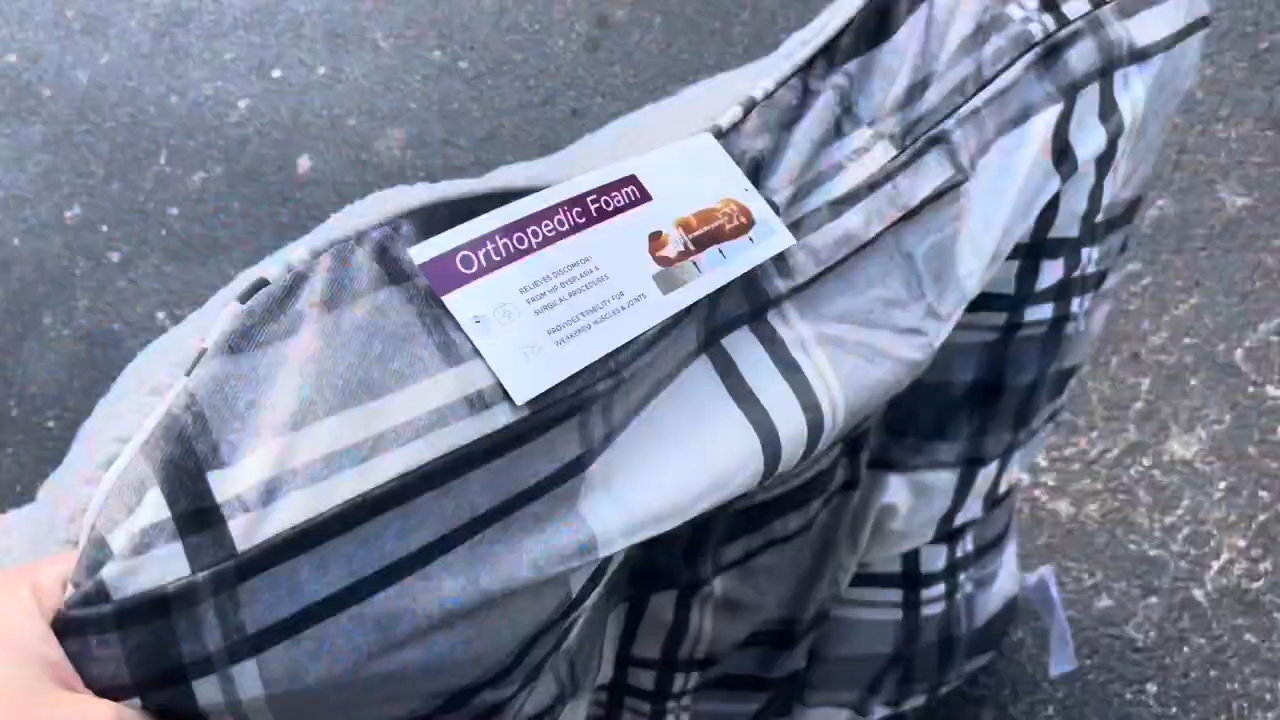 Orthopedic Foam
RELIEVES DISCOMFORT
FROM HIP DYSPLASIA &
SURGICAL PROCEDURES
PROVIDES STABILITY FOR
WEAKENED MUSCLES & JOINTS